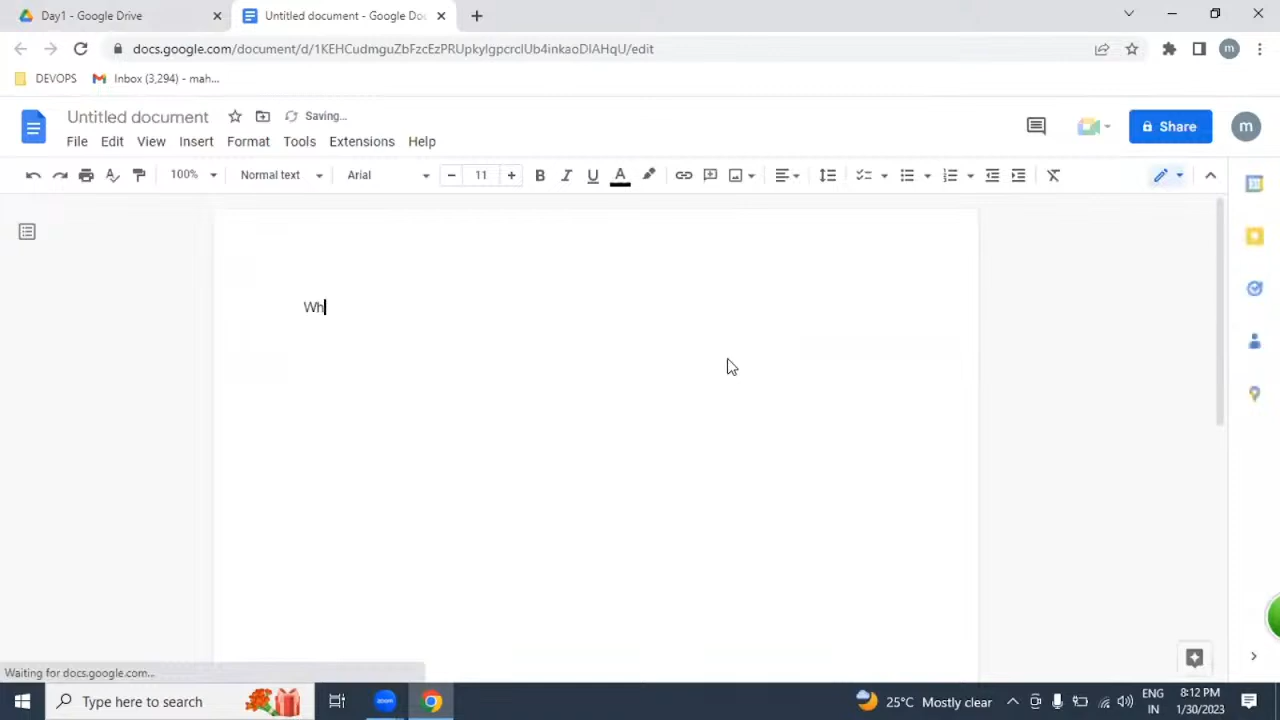 Day1 - Google Drive
Untitled document - Google Doc
docs.google.com/document/d/1KEHCudmguZbFzcEzPRUpkylgpcrclUb4inkaoDIAHqU/edit
m
DEVOPS
Inbox (3,294) - mah...
Untitled document
Saving...
File Edit View Insert Format Tools Extensions Help
Share
m
100%
Normal text
Arial
11
B I U A
Wh
Waiting for docs.google.com...
Type here to search
zoom
25°C Mostly clear
ENG
IN
8:12 PM
1/30/2023